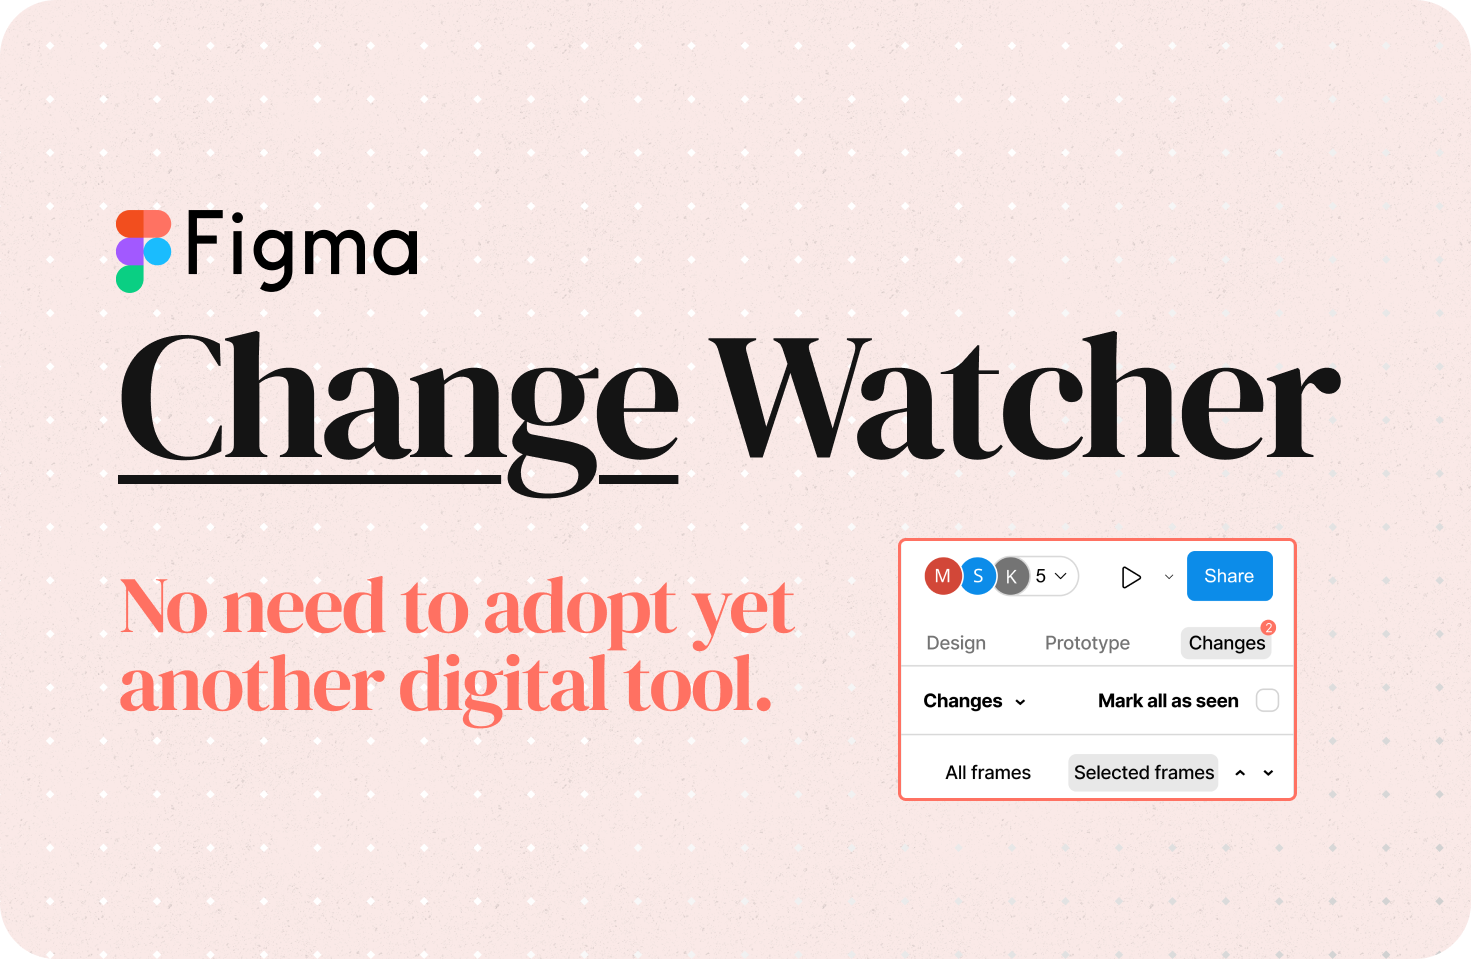 Figma
Change Watcher
No need to adopt yet
another digital tool.
M S K 5 Share
Design Prototype Changes 2
Changes Mark all as seen
All frames Selected frames